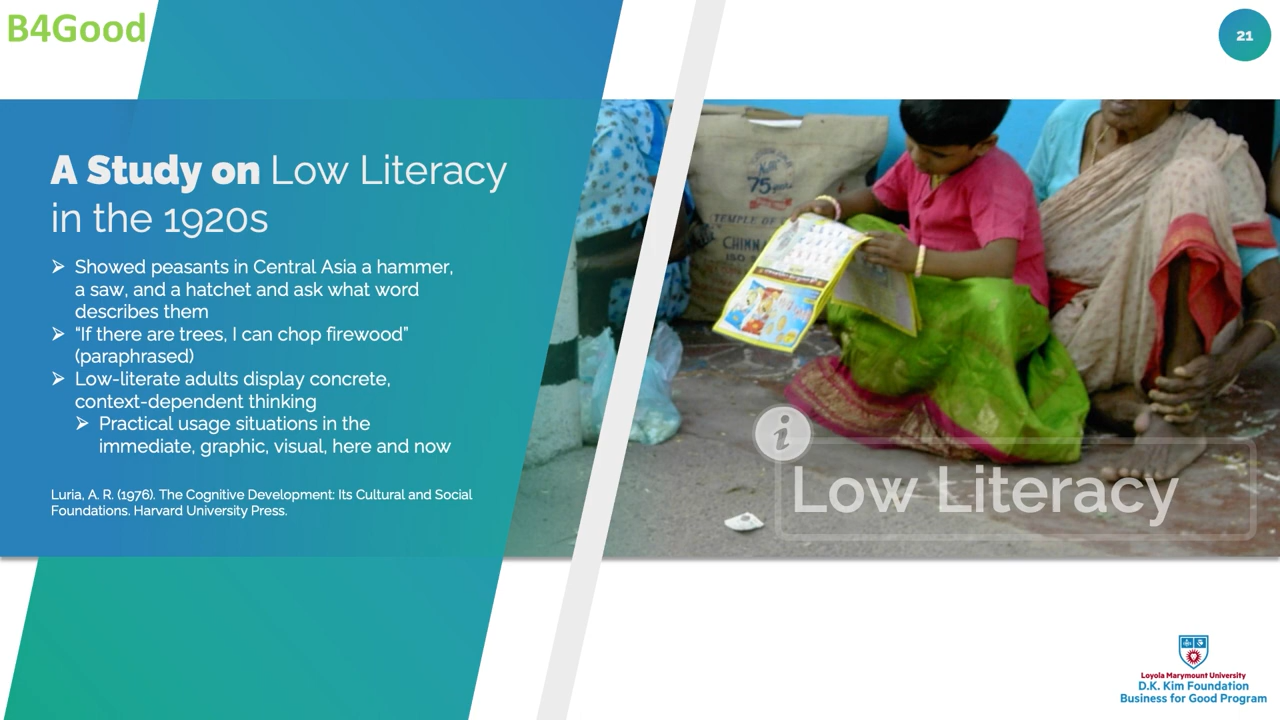 B4Good
21
A Study on Low Literacy
in the 1920s
➢ Showed peasants in Central Asia a hammer,
a saw, and a hatchet and ask what word
describes them
➢ “If there are trees, I can chop firewood”
(paraphrased)
➢ Low-literate adults display concrete,
context-dependent thinking
➢ Practical usage situations in the
immediate, graphic, visual, here and now
Luria, A. R. (1976). The Cognitive Development: Its Cultural and Social
Foundations. Harvard University Press.
75
TEMPLE
CHINNA
ISO
i
Low Literacy
Loyola Marymount University
D.K. Kim Foundation
Business for Good Program